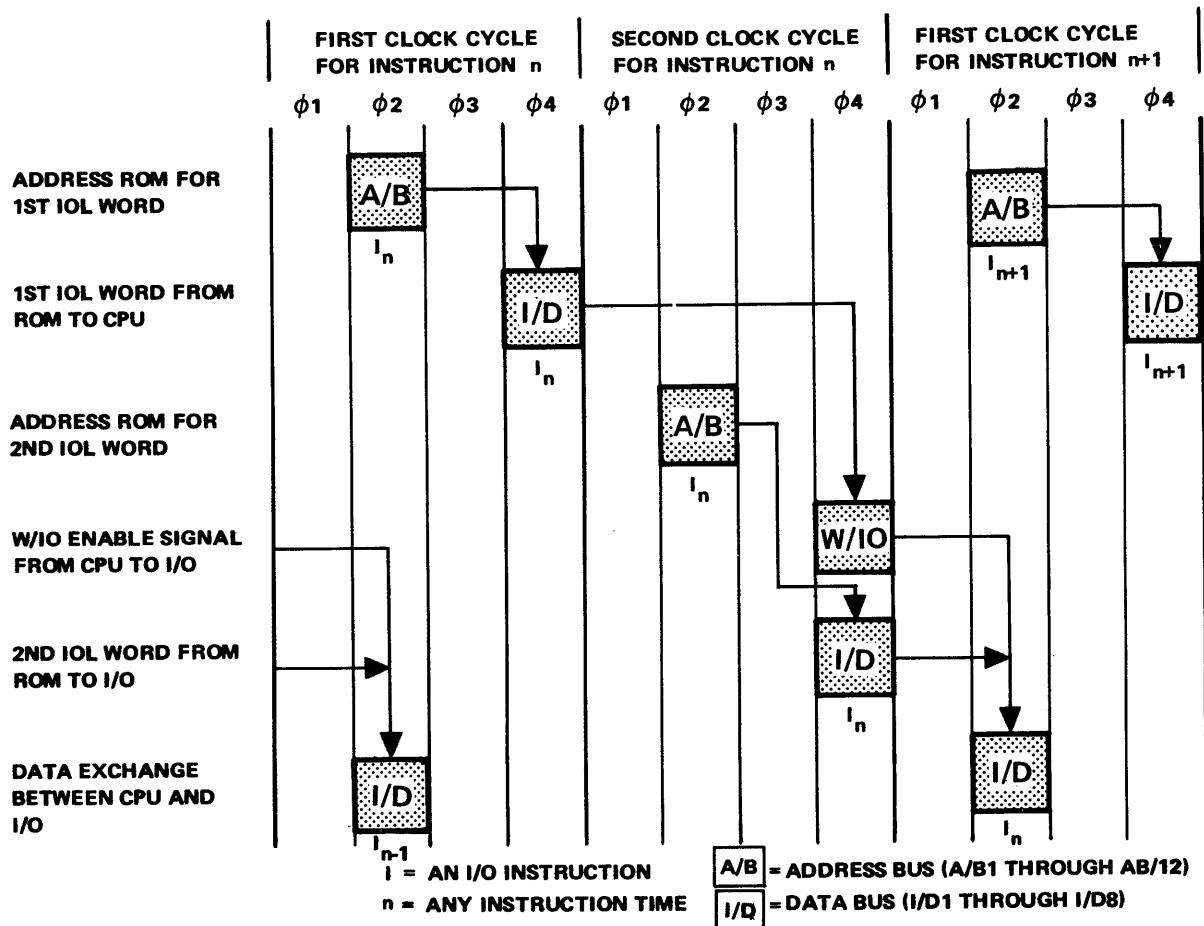 FIRST CLOCK CYCLE
FOR INSTRUCTION n
SECOND CLOCK CYCLE
FOR INSTRUCTION n
FIRST CLOCK CYCLE
FOR INSTRUCTION n+1
ϕ1 ϕ2 ϕ3 ϕ4 ϕ1 ϕ2 ϕ3 ϕ4 ϕ1 ϕ2 ϕ3 ϕ4
ADDRESS ROM FOR
1ST IOL WORD
A/B
In
A/B
In+1
1ST IOL WORD FROM
ROM TO CPU
I/D
In
I/D
In+1
ADDRESS ROM FOR
2ND IOL WORD
A/B
In
W/IO ENABLE SIGNAL
FROM CPU TO I/O
W/IO
2ND IOL WORD FROM
ROM TO I/O
I/D
In
DATA EXCHANGE
BETWEEN CPU AND
I/O
I/D
In-1
I/D
In
I = AN I/O INSTRUCTION
n = ANY INSTRUCTION TIME
A/B = ADDRESS BUS (A/B1 THROUGH AB/12)
I/D = DATA BUS (I/D1 THROUGH I/D8)